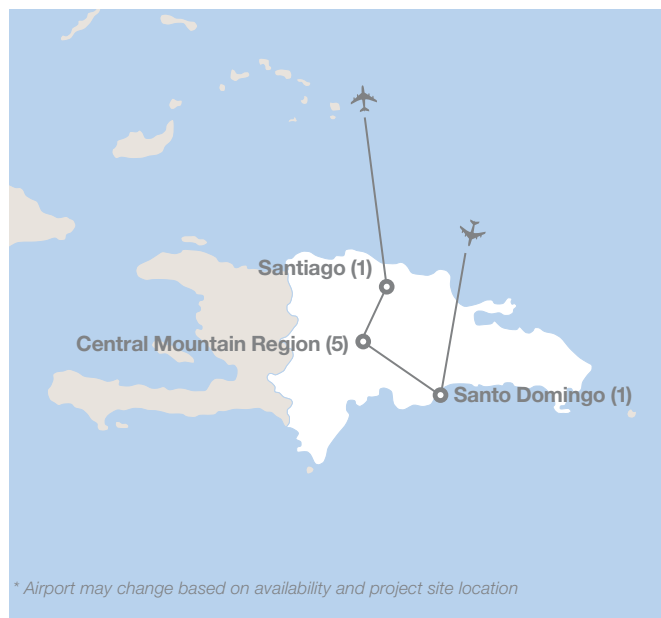 Santiago (1)
Central Mountain Region (5)
Santo Domingo (1)
* Airport may change based on availability and project site location